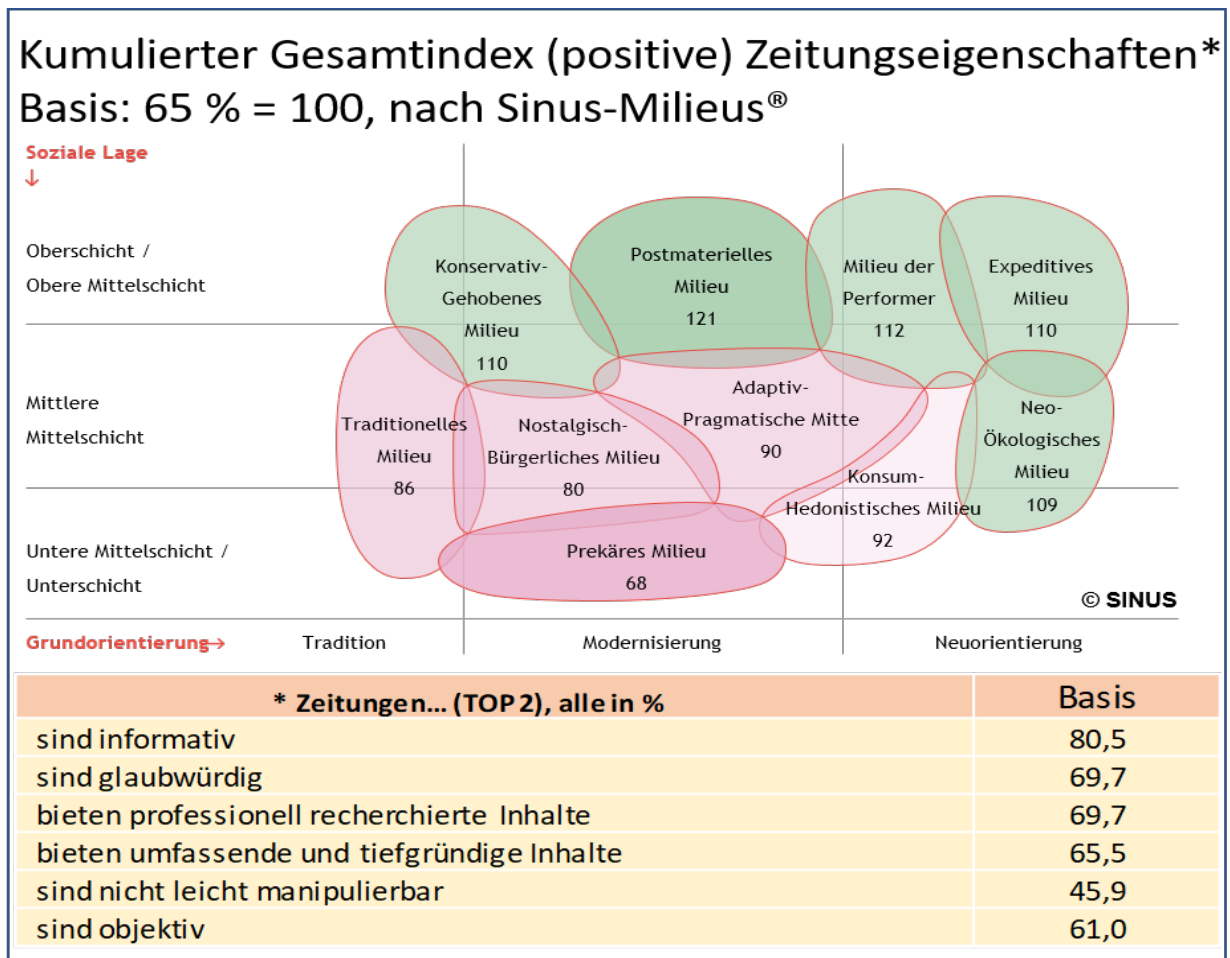 Kumulierter Gesamtindex (positive) Zeitungseigenschaften*
Basis: 65 % = 100, nach Sinus-Milieus®
Soziale Lage
↓
Oberschicht /
Obere Mittelschicht
Konservativ-
Gehobenes
Milieu
110
Postmaterielles
Milieu
121
Milieu der
Performer
112
Expeditives
Milieu
110
Mittlere
Mittelschicht
Traditionelles
Milieu
86
Nostalgisch-
Bürgerliches Milieu
80
Adaptiv-
Pragmatische Mitte
90
Konsum-
Hedonistisches Milieu
92
Neo-
Ökologisches
Milieu
109
Untere Mittelschicht /
Unterschicht
Prekäres Milieu
68
© SINUS
Grundorientierung→
Tradition
Modernisierung
Neuorientierung
* Zeitungen... (TOP 2), alle in % Basis
sind informativ 80,5
sind glaubwürdig 69,7
bieten professionell recherchierte Inhalte 69,7
bieten umfassende und tiefgründige Inhalte 65,5
sind nicht leicht manipulierbar 45,9
sind objektiv 61,0